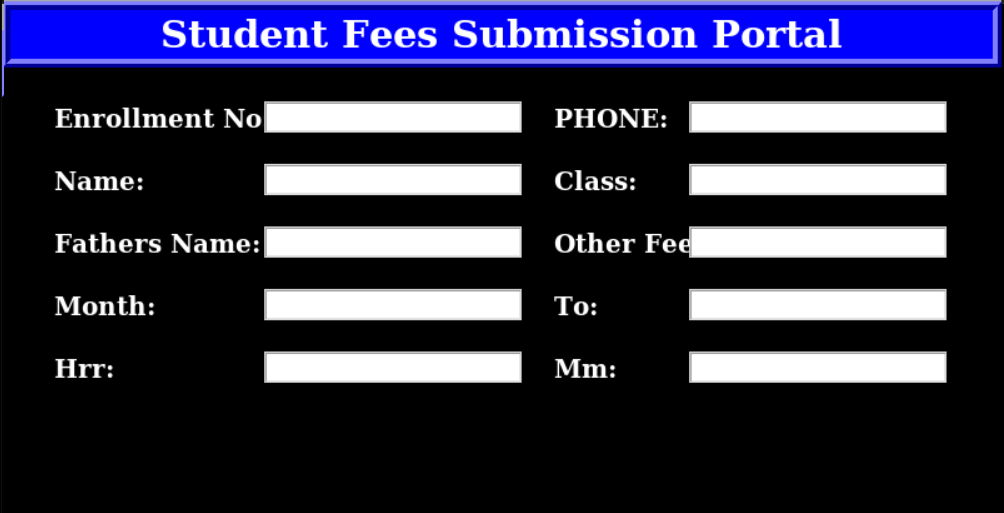 Student Fees Submission Portal
Enrollment No
PHONE:
Name:
Class:
Fathers Name:
Other Fee
Month:
To:
Hrr:
Mm: